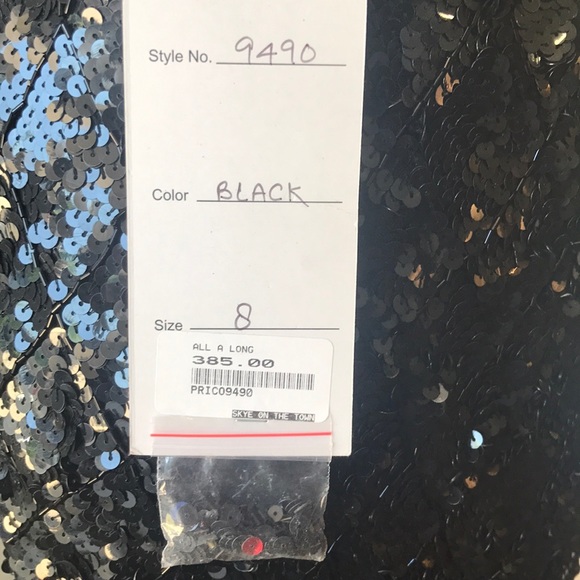 Style No. 9490
Color BLACK
Size 8
ALL A LONG
385.00
PRIC09490
SKYE ON THE TOWN